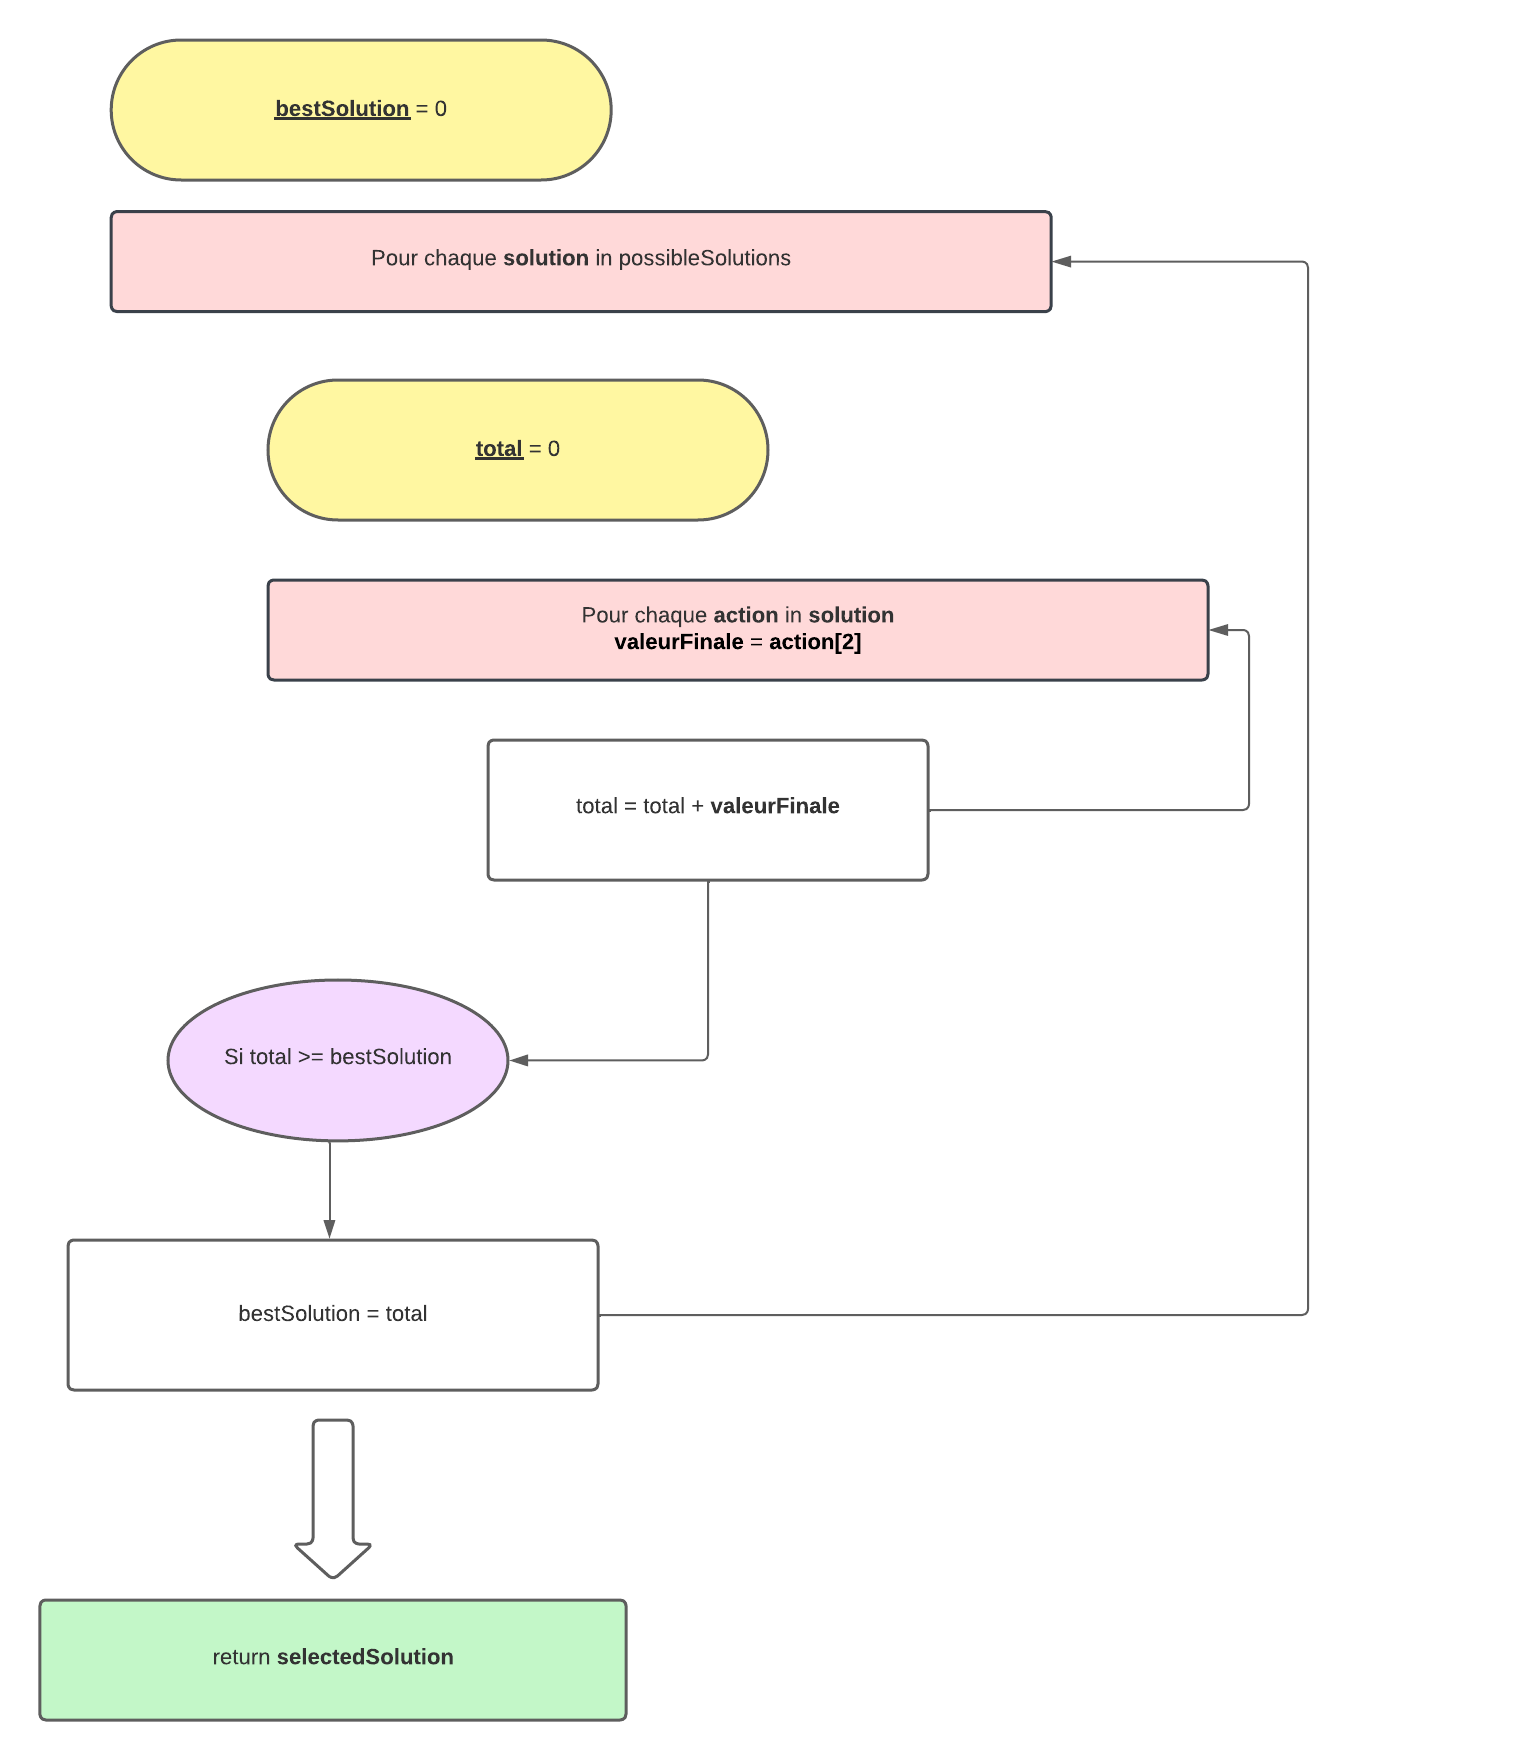 bestSolution = 0
Pour chaque solution in possibleSolutions
total = 0
Pour chaque action in solution
valeurFinale = action[2]
total = total + valeurFinale
Si total >= bestSolution
bestSolution = total
return selectedSolution